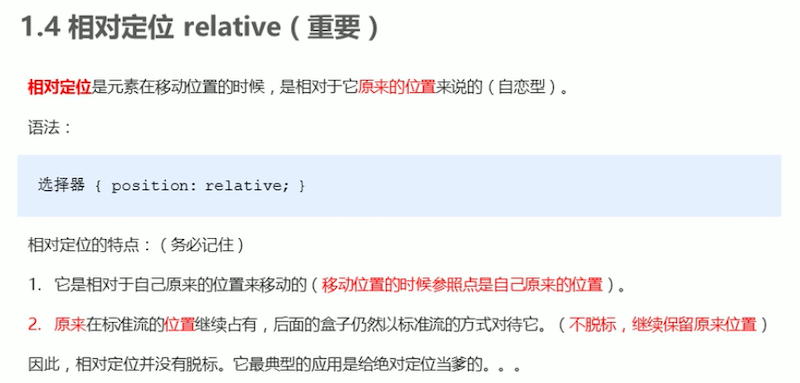 1.4 相对定位 relative（重要）
相对定位是元素在移动位置的时候，是相对于它原来的位置来说的（自恋型）。
语法：
选择器 { position: relative; }
相对定位的特点：（务必记住）
1. 它是相对于自己原来的位置来移动的（移动位置的时候参照点是自己原来的位置）。
2. 原来在标准流的位置继续占有，后面的盒子仍然以标准流的方式对待它。（不脱标，继续保留原来位置）
因此，相对定位并没有脱标。它最典型的应用是给绝对定位当爹的。。。